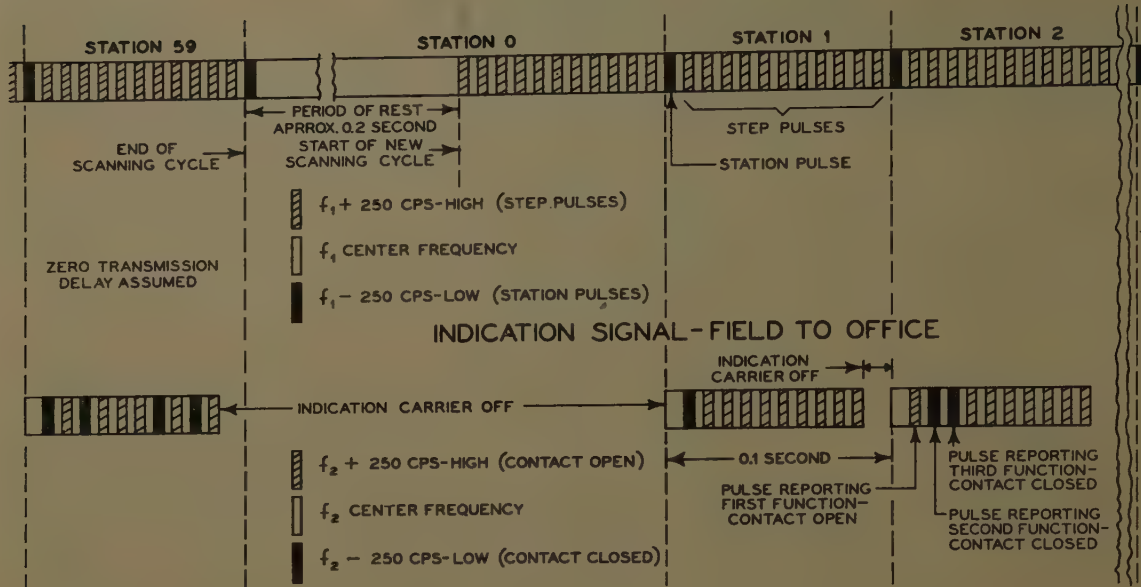 STATION 59
STATION 0
STATION 1
STATION 2
PERIOD OF REST
APRROX. 0.2 SECOND
START OF NEW
SCANNING CYCLE
END OF
SCANNING CYCLE
STEP PULSES
STATION PULSE
f₁ + 250 CPS-HIGH (STEP PULSES)
f₁ CENTER FREQUENCY
f₁ − 250 CPS-LOW (STATION PULSES)
ZERO TRANSMISSION
DELAY ASSUMED
INDICATION SIGNAL-FIELD TO OFFICE
INDICATION
CARRIER OFF
INDICATION CARRIER OFF
f₂ + 250 CPS-HIGH (CONTACT OPEN)
f₂ CENTER FREQUENCY
f₂ − 250 CPS-LOW (CONTACT CLOSED)
0.1 SECOND
PULSE REPORTING
FIRST FUNCTION-
CONTACT OPEN
PULSE REPORTING
THIRD FUNCTION-
CONTACT CLOSED
PULSE REPORTING
SECOND FUNCTION-
CONTACT CLOSED